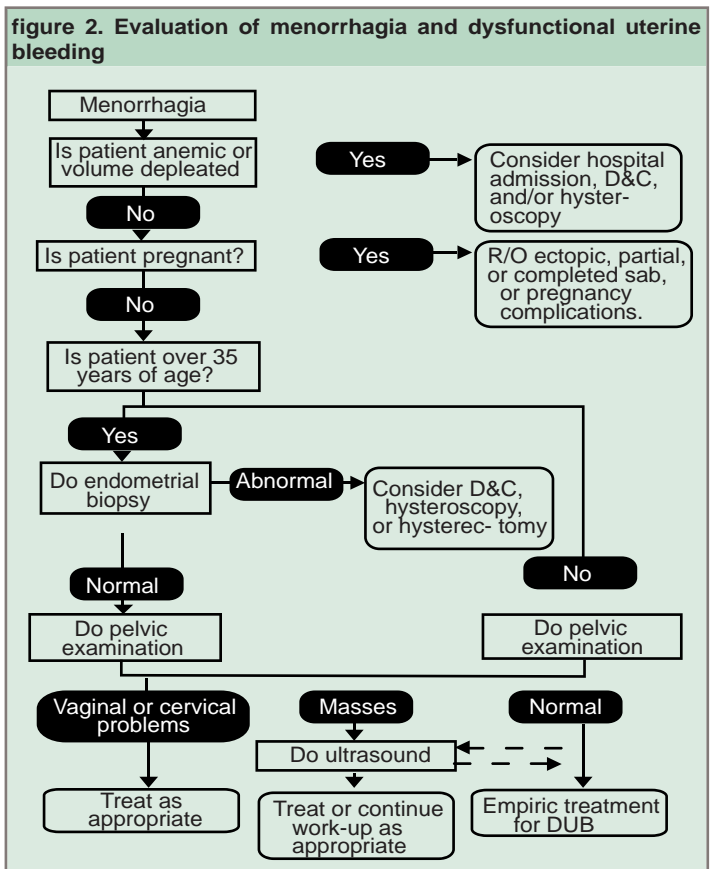 figure 2. Evaluation of menorrhagia and dysfunctional uterine
bleeding
Menorrhagia
Is patient anemic or
volume depleated
Yes
Consider hospital
admission, D&C,
and/or hyster-
oscopy
No
Is patient pregnant?
Yes
R/O ectopic, partial,
or completed sab,
or pregnancy
complications.
No
Is patient over 35
years of age?
Yes
Do endometrial
biopsy
Abnormal
Consider D&C,
hysteroscopy,
or hysterec- tomy
Normal
No
Do pelvic
examination
Do pelvic
examination
Vaginal or cervical
problems
Masses
Normal
Do ultrasound
Treat as
appropriate
Treat or continue
work-up as
appropriate
Empiric treatment
for DUB